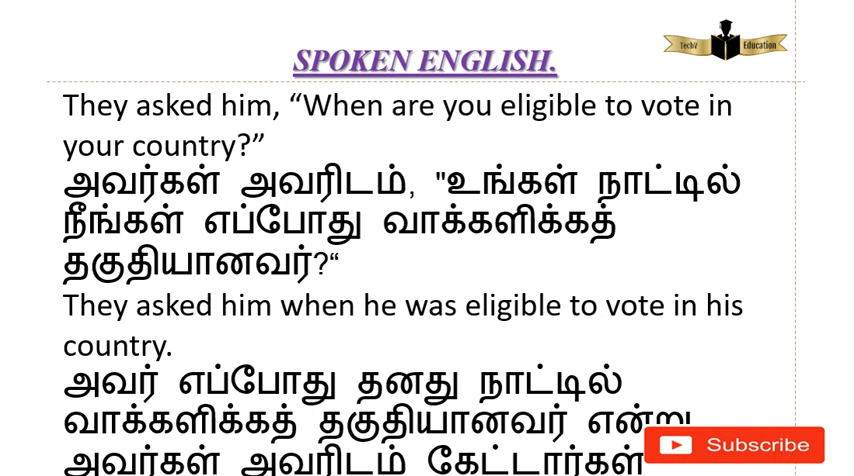 TechV Education
SPOKEN ENGLISH.
They asked him, “When are you eligible to vote in
your country?”
அவர்கள் அவரிடம், "உங்கள் நாட்டில்
நீங்கள் எப்போது வாக்களிக்கத்
தகுதியானவர்?“
They asked him when he was eligible to vote in his
country.
அவர் எப்போது தனது நாட்டில்
வாக்களிக்கத் தகுதியானவர் என்று
அவர்கள் அவரிடம் கேட்டார்கள்
Subscribe